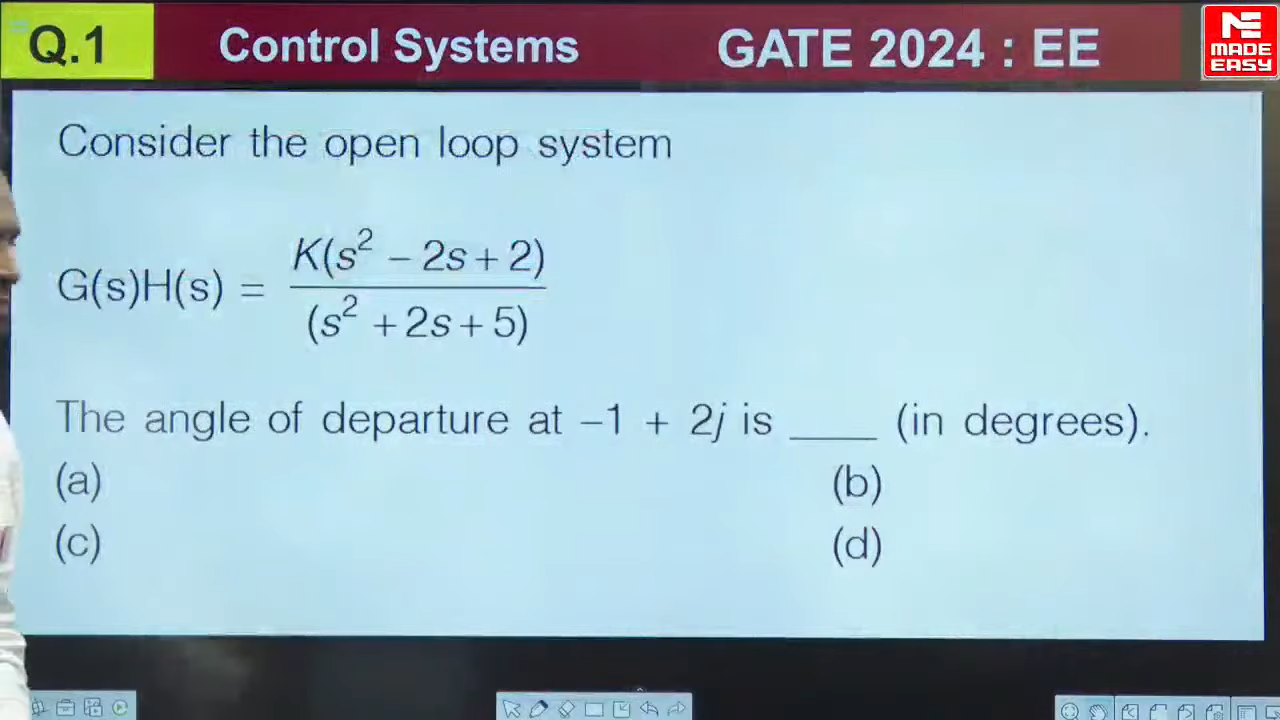 Q.1 Control Systems GATE 2024 : EE
MADE EASY
Consider the open loop system
G(s)H(s) = K(s² − 2s + 2) / (s² + 2s + 5)
The angle of departure at −1 + 2j is ____ (in degrees).
(a) (b)
(c) (d)